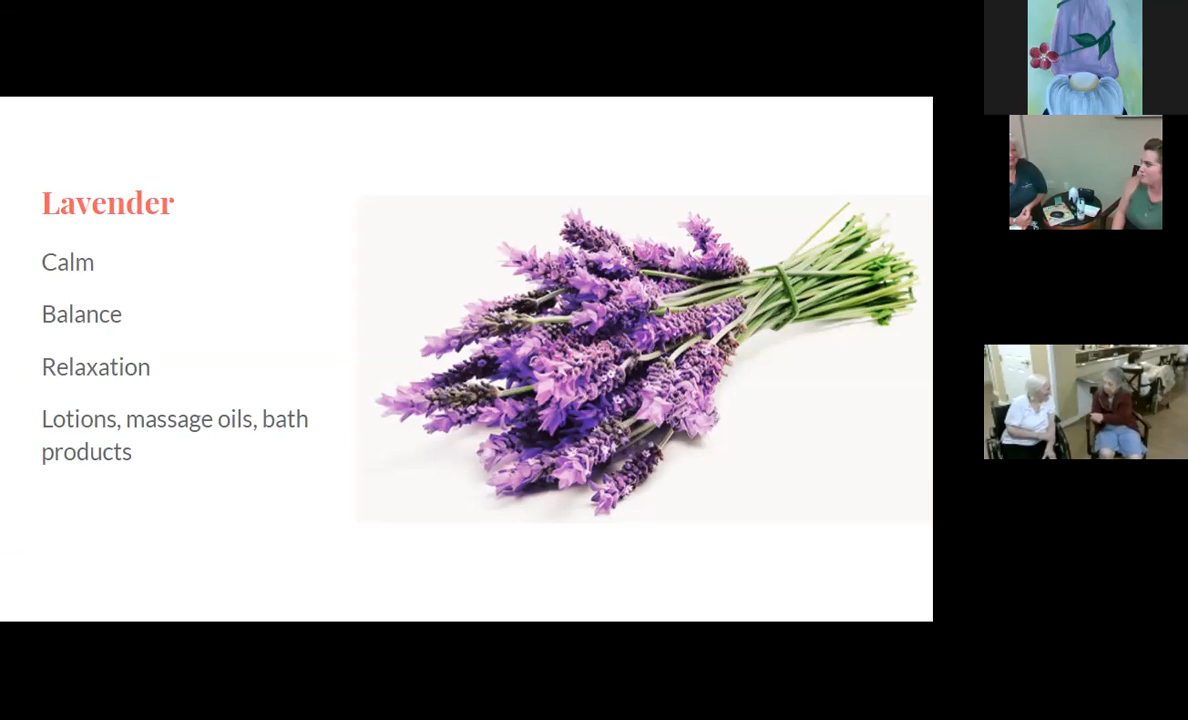 Lavender
Calm
Balance
Relaxation
Lotions, massage oils, bath
products